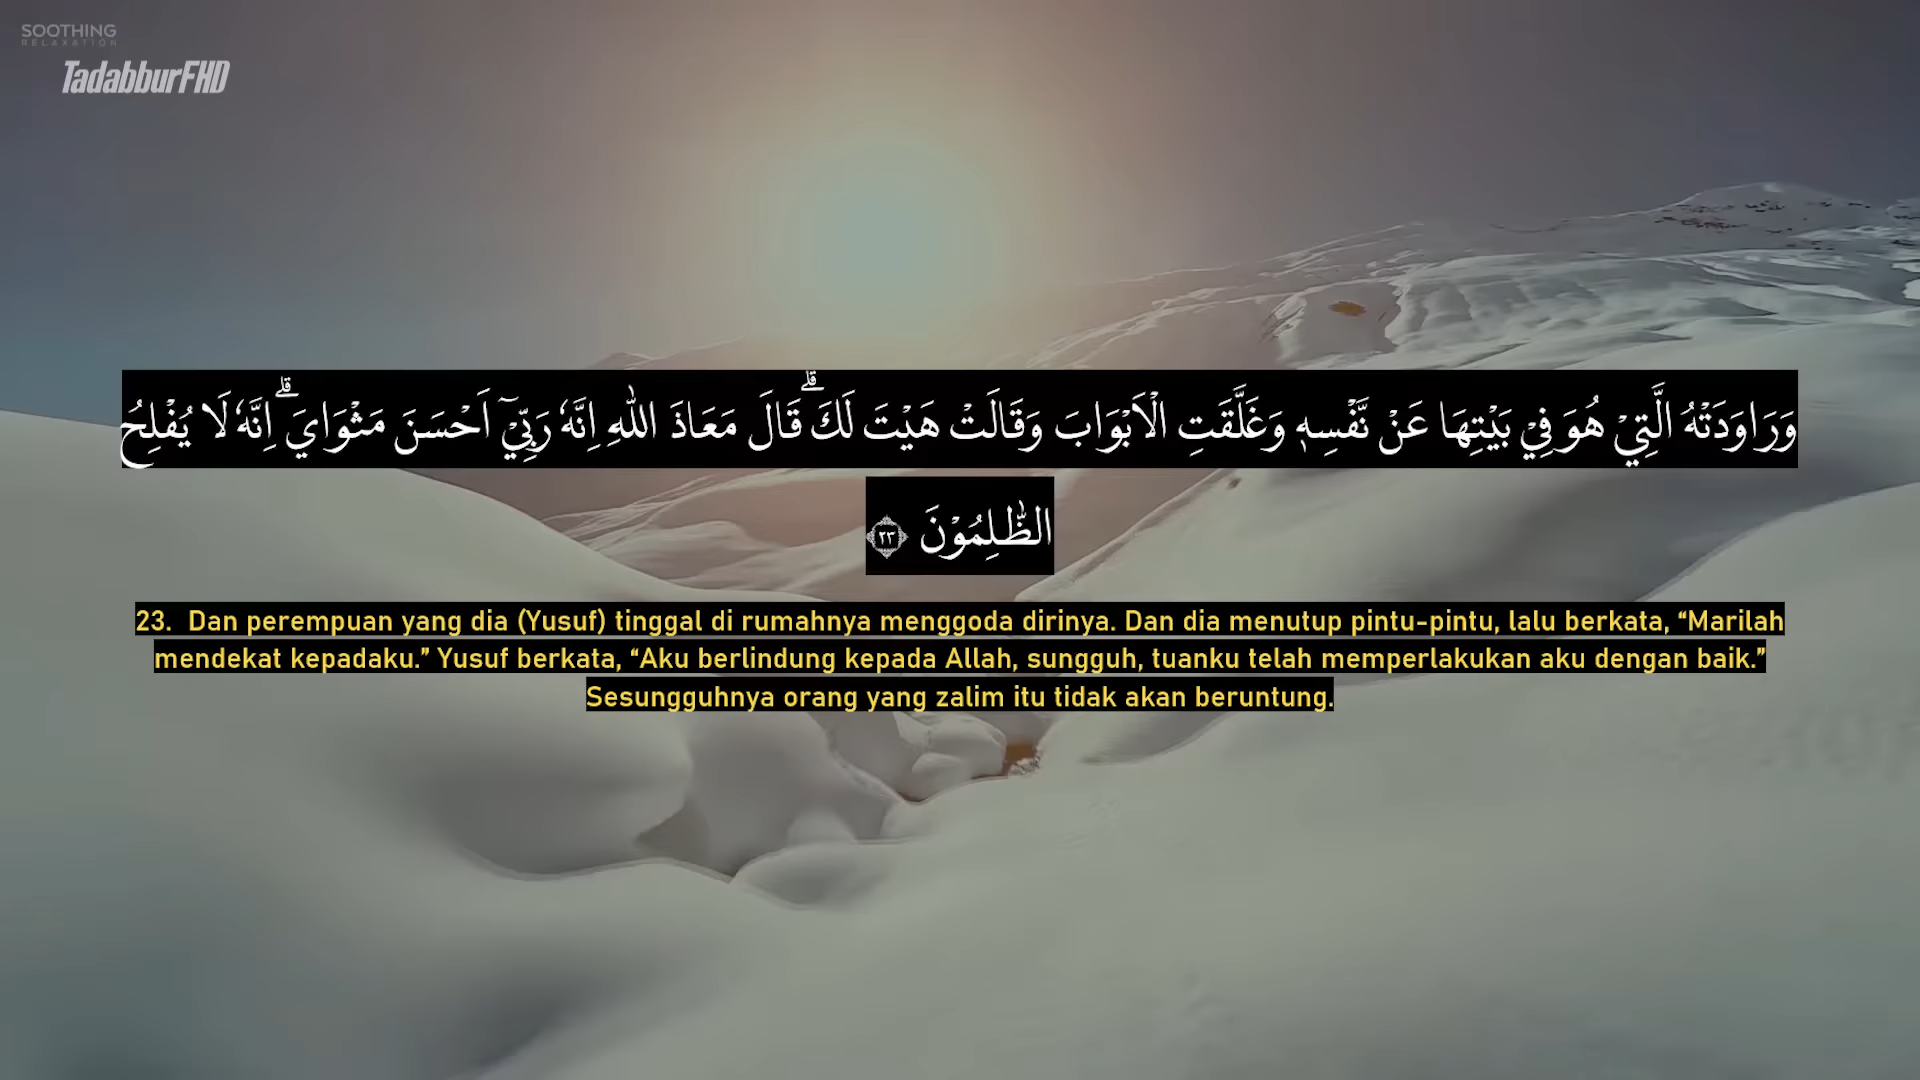 SOOTHING
RELAXATION
TadabburFHD
وَرَاوَدَتْهُ الَّتِيْ هُوَ فِيْ بَيْتِهَا عَنْ نَّفْسِهٖ وَغَلَّقَتِ الْاَبْوَابَ وَقَالَتْ هَيْتَ لَكَ ۗقَالَ مَعَاذَ اللّٰهِ اِنَّهٗ رَبِّيْٓ اَحْسَنَ مَثْوَايَ ۗاِنَّهٗ لَا يُفْلِحُ
الظّٰلِمُوْنَ ٢٣
23.  Dan perempuan yang dia (Yusuf) tinggal di rumahnya menggoda dirinya. Dan dia menutup pintu-pintu, lalu berkata, “Marilah
mendekat kepadaku.” Yusuf berkata, “Aku berlindung kepada Allah, sungguh, tuanku telah memperlakukan aku dengan baik.”
Sesungguhnya orang yang zalim itu tidak akan beruntung.